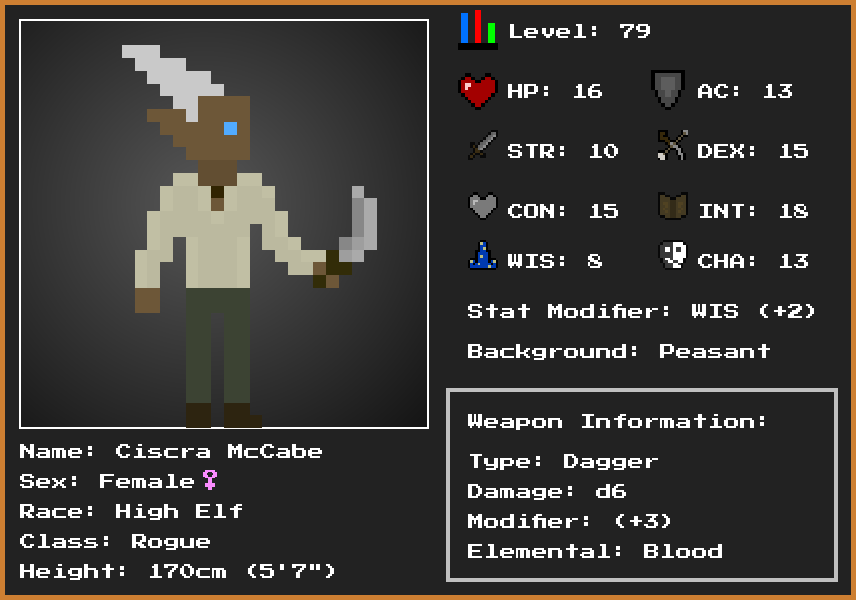 Level: 79
HP: 16
AC: 13
STR: 10
DEX: 15
CON: 15
INT: 18
WIS: 8
CHA: 13
Stat Modifier: WIS (+2)
Background: Peasant
Weapon Information:
Type: Dagger
Damage: d6
Modifier: (+3)
Elemental: Blood
Name: Ciscra McCabe
Sex: Female♀
Race: High Elf
Class: Rogue
Height: 170cm (5'7")